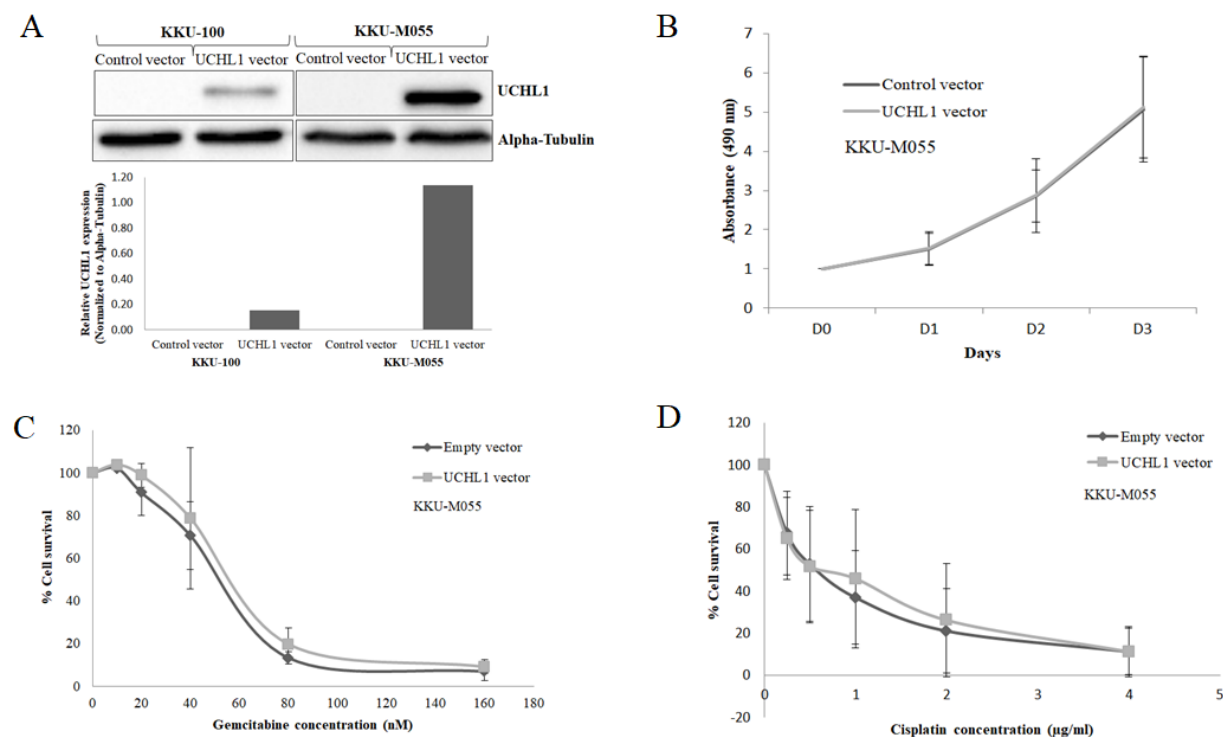 A
KKU-100
KKU-M055
Control vector
UCHL1 vector
Control vector
UCHL1 vector
UCHL1
Alpha-Tubulin
Relative UCHL1 expression
(Normalized to Alpha-Tubulin)
1.20
1.00
0.80
0.60
0.40
0.20
0.00
Control vector
UCHL1 vector
Control vector
UCHL1 vector
KKU-100
KKU-M055
B
Absorbance (490 nm)
7
6
5
4
3
2
1
0
Control vector
UCHL1 vector
KKU-M055
D0
D1
D2
D3
Days
C
% Cell survival
120
100
80
60
40
20
0
Empty vector
UCHL1 vector
KKU-M055
0
20
40
60
80
100
120
140
160
180
Gemcitabine concentration (nM)
D
% Cell survival
120
100
80
60
40
20
0
-20
Empty vector
UCHL1 vector
KKU-M055
0
1
2
3
4
5
Cisplatin concentration (µg/ml)